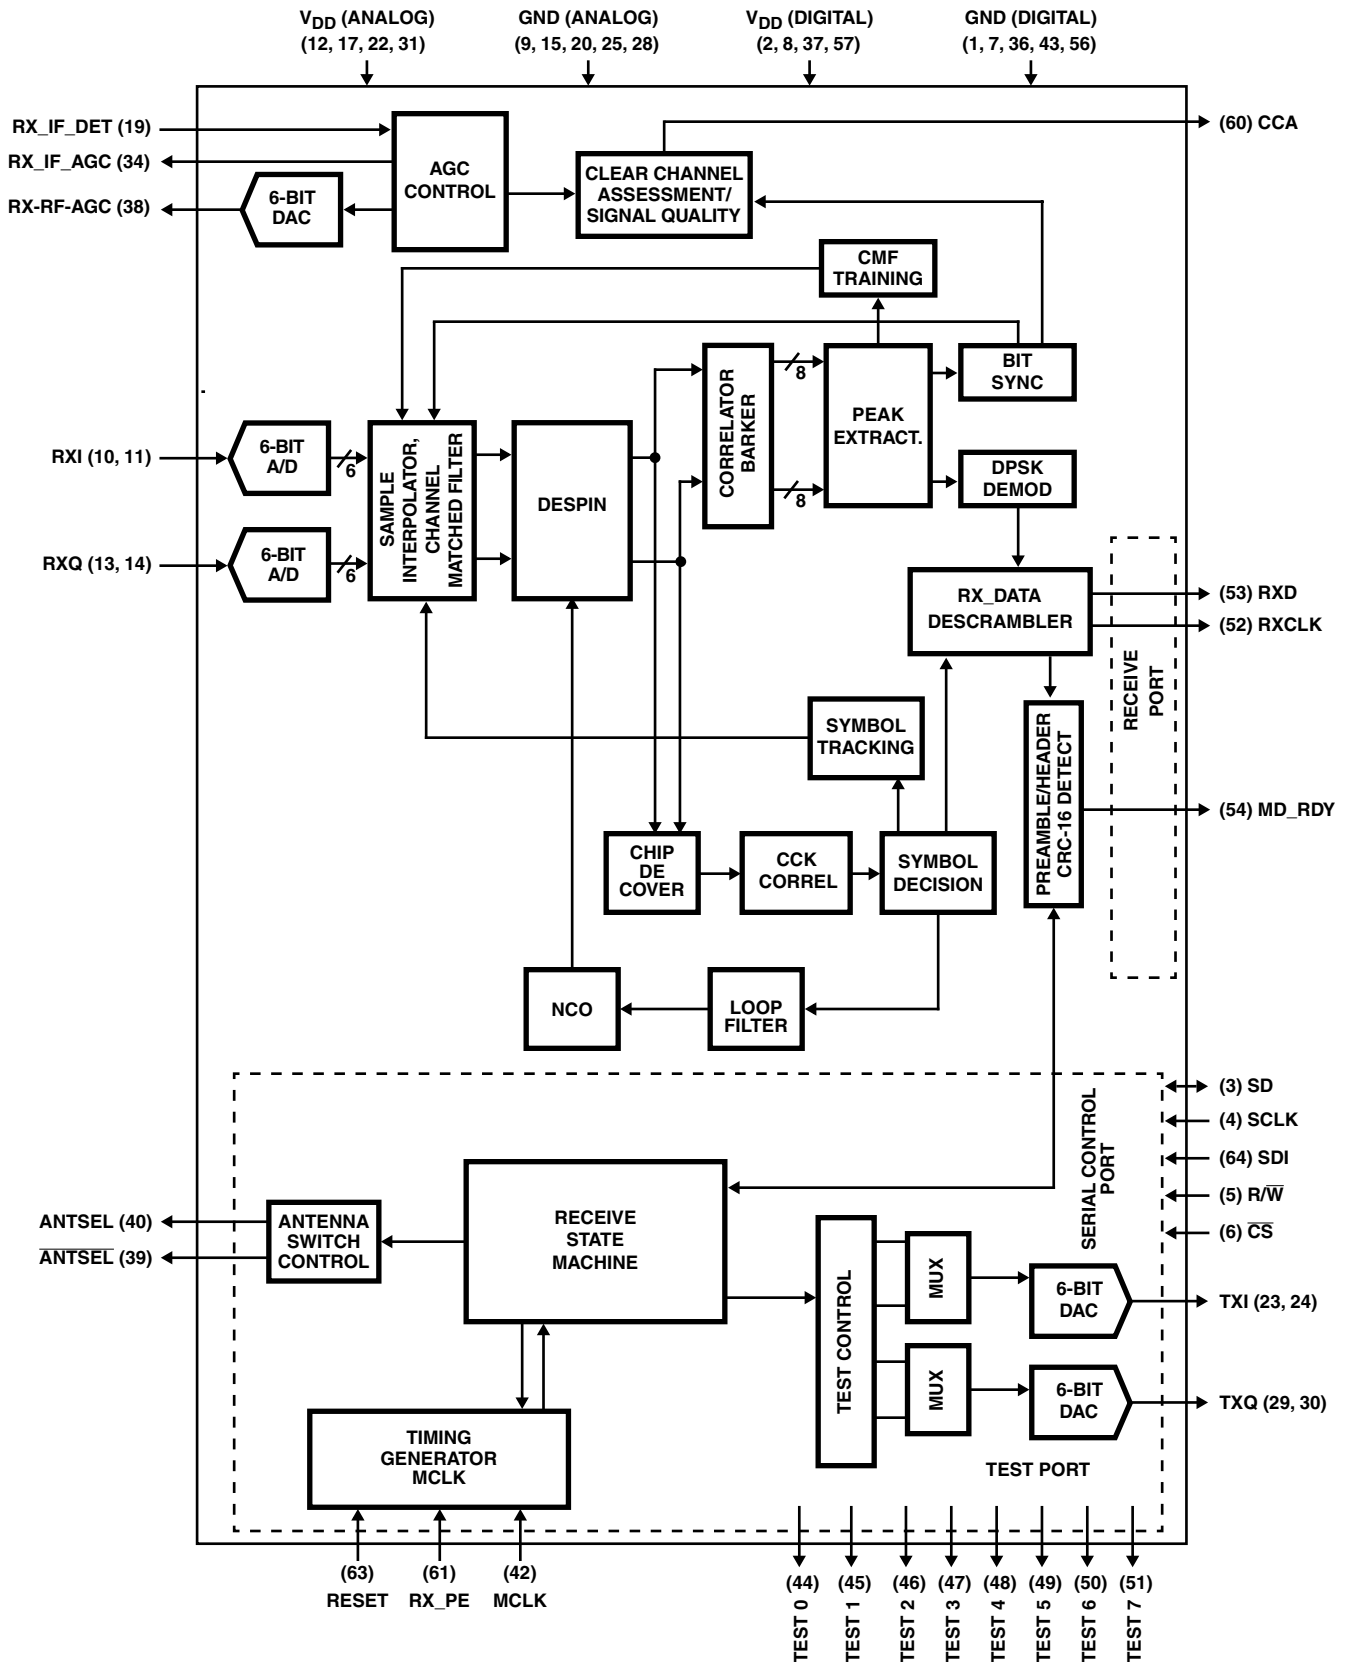 VDD (ANALOG)
(12, 17, 22, 31)
GND (ANALOG)
(9, 15, 20, 25, 28)
VDD (DIGITAL)
(2, 8, 37, 57)
GND (DIGITAL)
(1, 7, 36, 43, 56)
RX_IF_DET (19)
RX_IF_AGC (34)
RX-RF-AGC (38)
6-BIT
DAC
AGC
CONTROL
CLEAR CHANNEL
ASSESSMENT/
SIGNAL QUALITY
(60) CCA
CMF
TRAINING
RXI (10, 11)
6-BIT
A/D
6
RXQ (13, 14)
6-BIT
A/D
6
SAMPLE
INTERPOLATOR,
CHANNEL
MATCHED FILTER
DESPIN
CORRELATOR
BARKER
8
8
PEAK
EXTRACT.
BIT
SYNC
DPSK
DEMOD
RX_DATA
DESCRAMBLER
(53) RXD
(52) RXCLK
RECEIVE
PORT
SYMBOL
TRACKING
PREAMBLE/HEADER
CRC-16 DETECT
(54) MD_RDY
CHIP
DE
COVER
CCK
CORREL
SYMBOL
DECISION
NCO
LOOP
FILTER
SERIAL CONTROL
PORT
(3) SD
(4) SCLK
(64) SDI
(5) R/W̅
(6) C̅S̅
ANTSEL (40)
A̅N̅T̅S̅E̅L̅ (39)
ANTENNA
SWITCH
CONTROL
RECEIVE
STATE
MACHINE
TEST CONTROL
MUX
6-BIT
DAC
TXI (23, 24)
MUX
6-BIT
DAC
TXQ (29, 30)
TIMING
GENERATOR
MCLK
TEST PORT
(63)
RESET
(61)
RX_PE
(42)
MCLK
(44)
TEST 0
(45)
TEST 1
(46)
TEST 2
(47)
TEST 3
(48)
TEST 4
(49)
TEST 5
(50)
TEST 6
(51)
TEST 7